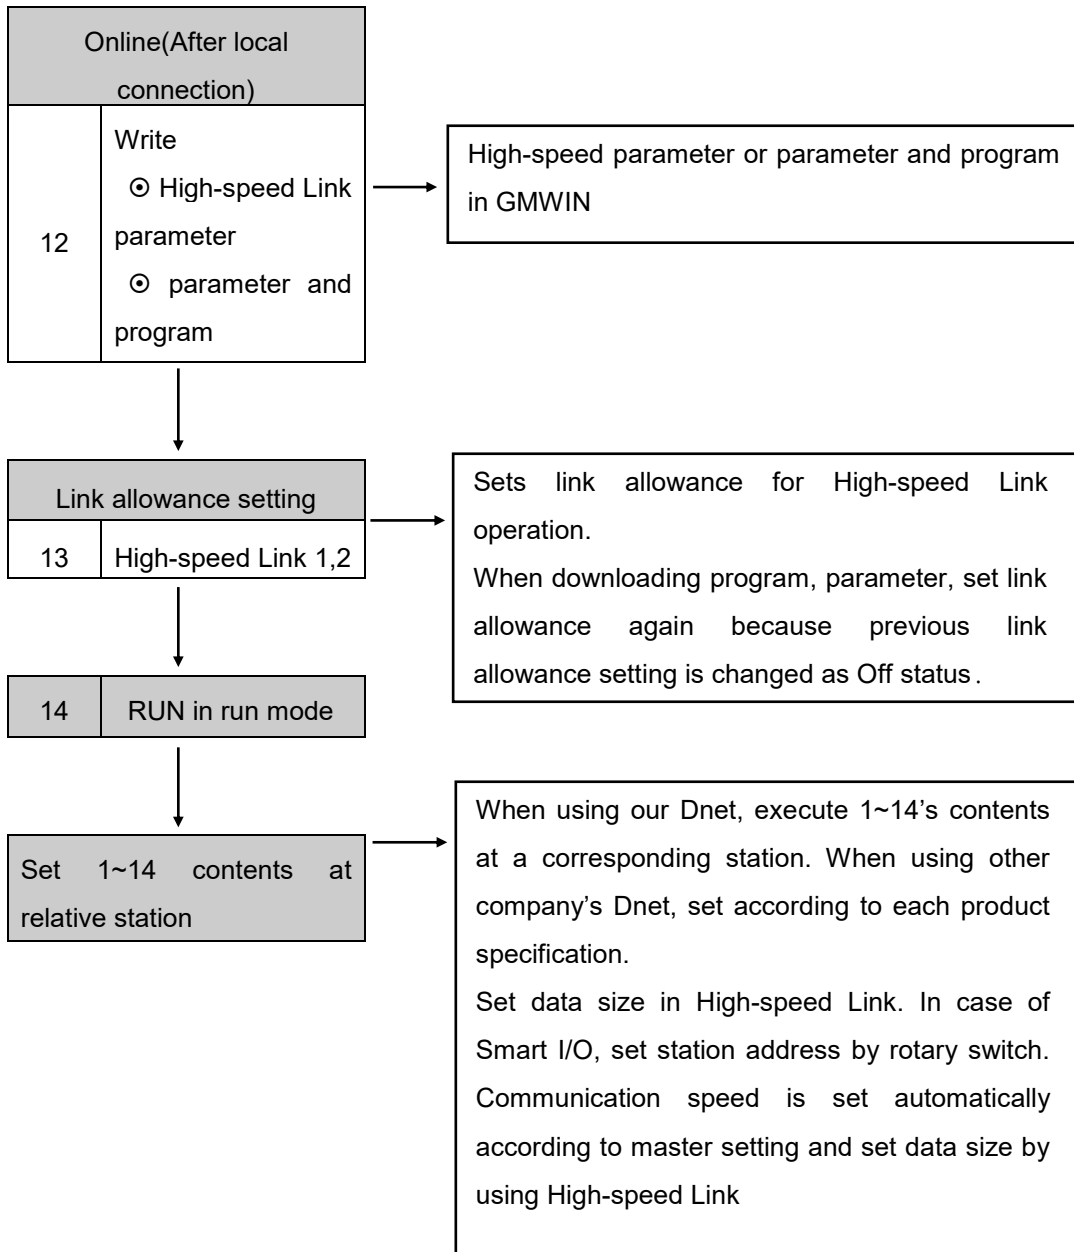 Online(After local
connection)
12
Write
⊙ High-speed Link
parameter
⊙ parameter and
program
High-speed parameter or parameter and program
in GMWIN
Link allowance setting
13
High-speed Link 1,2
Sets link allowance for High-speed Link
operation.
When downloading program, parameter, set link
allowance again because previous link
allowance setting is changed as Off status.
14
RUN in run mode
Set 1~14 contents at
relative station
When using our Dnet, execute 1~14’s contents
at a corresponding station. When using other
company’s Dnet, set according to each product
specification.
Set data size in High-speed Link. In case of
Smart I/O, set station address by rotary switch.
Communication speed is set automatically
according to master setting and set data size by
using High-speed Link